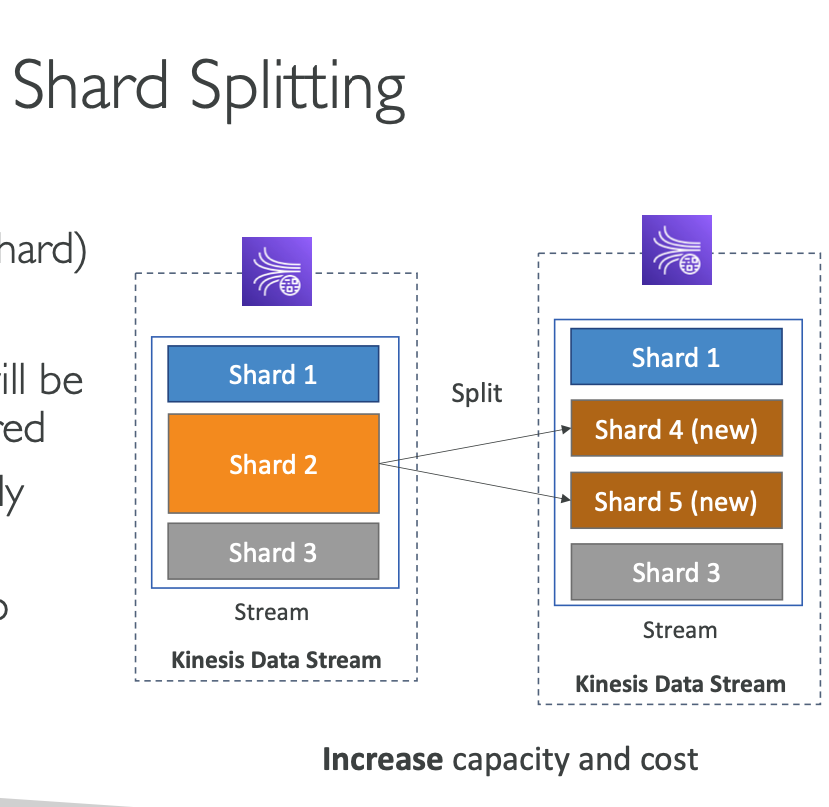 Shard Splitting
hard)
ill be
red
ly
Shard 1
Shard 2
Shard 3
Stream
Kinesis Data Stream
Split
Shard 1
Shard 4 (new)
Shard 5 (new)
Shard 3
Stream
Kinesis Data Stream
Increase capacity and cost